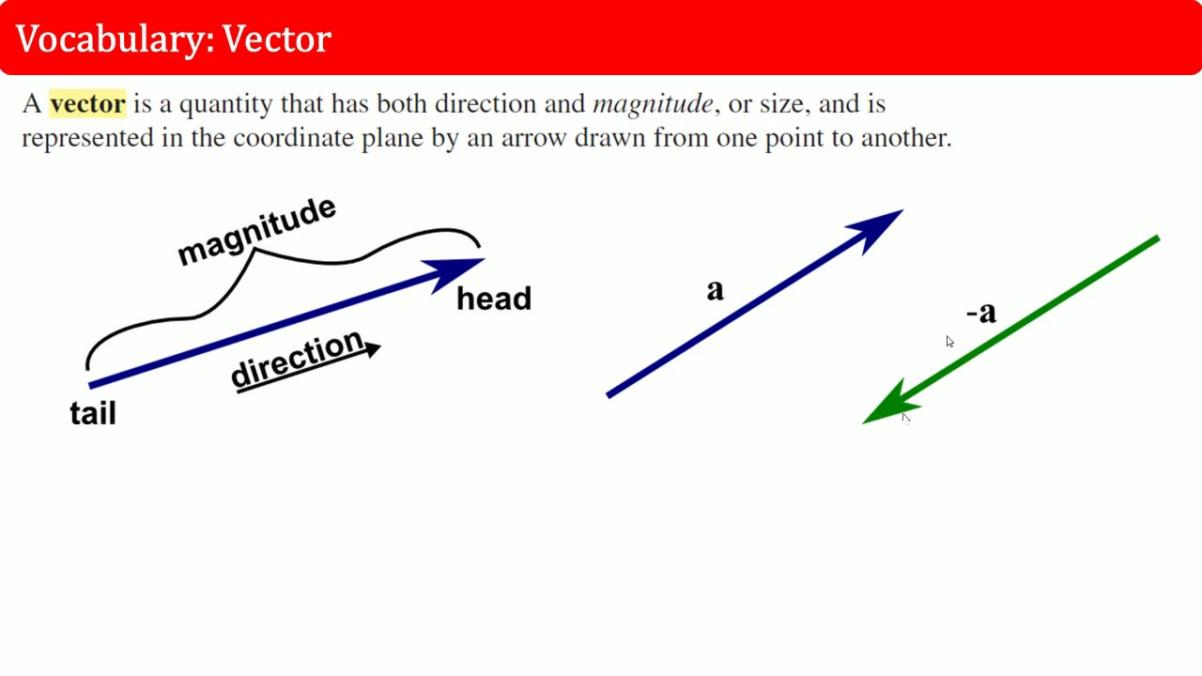 Vocabulary: Vector
A vector is a quantity that has both direction and magnitude, or size, and is
represented in the coordinate plane by an arrow drawn from one point to another.
magnitude
head
direction
tail
a
-a